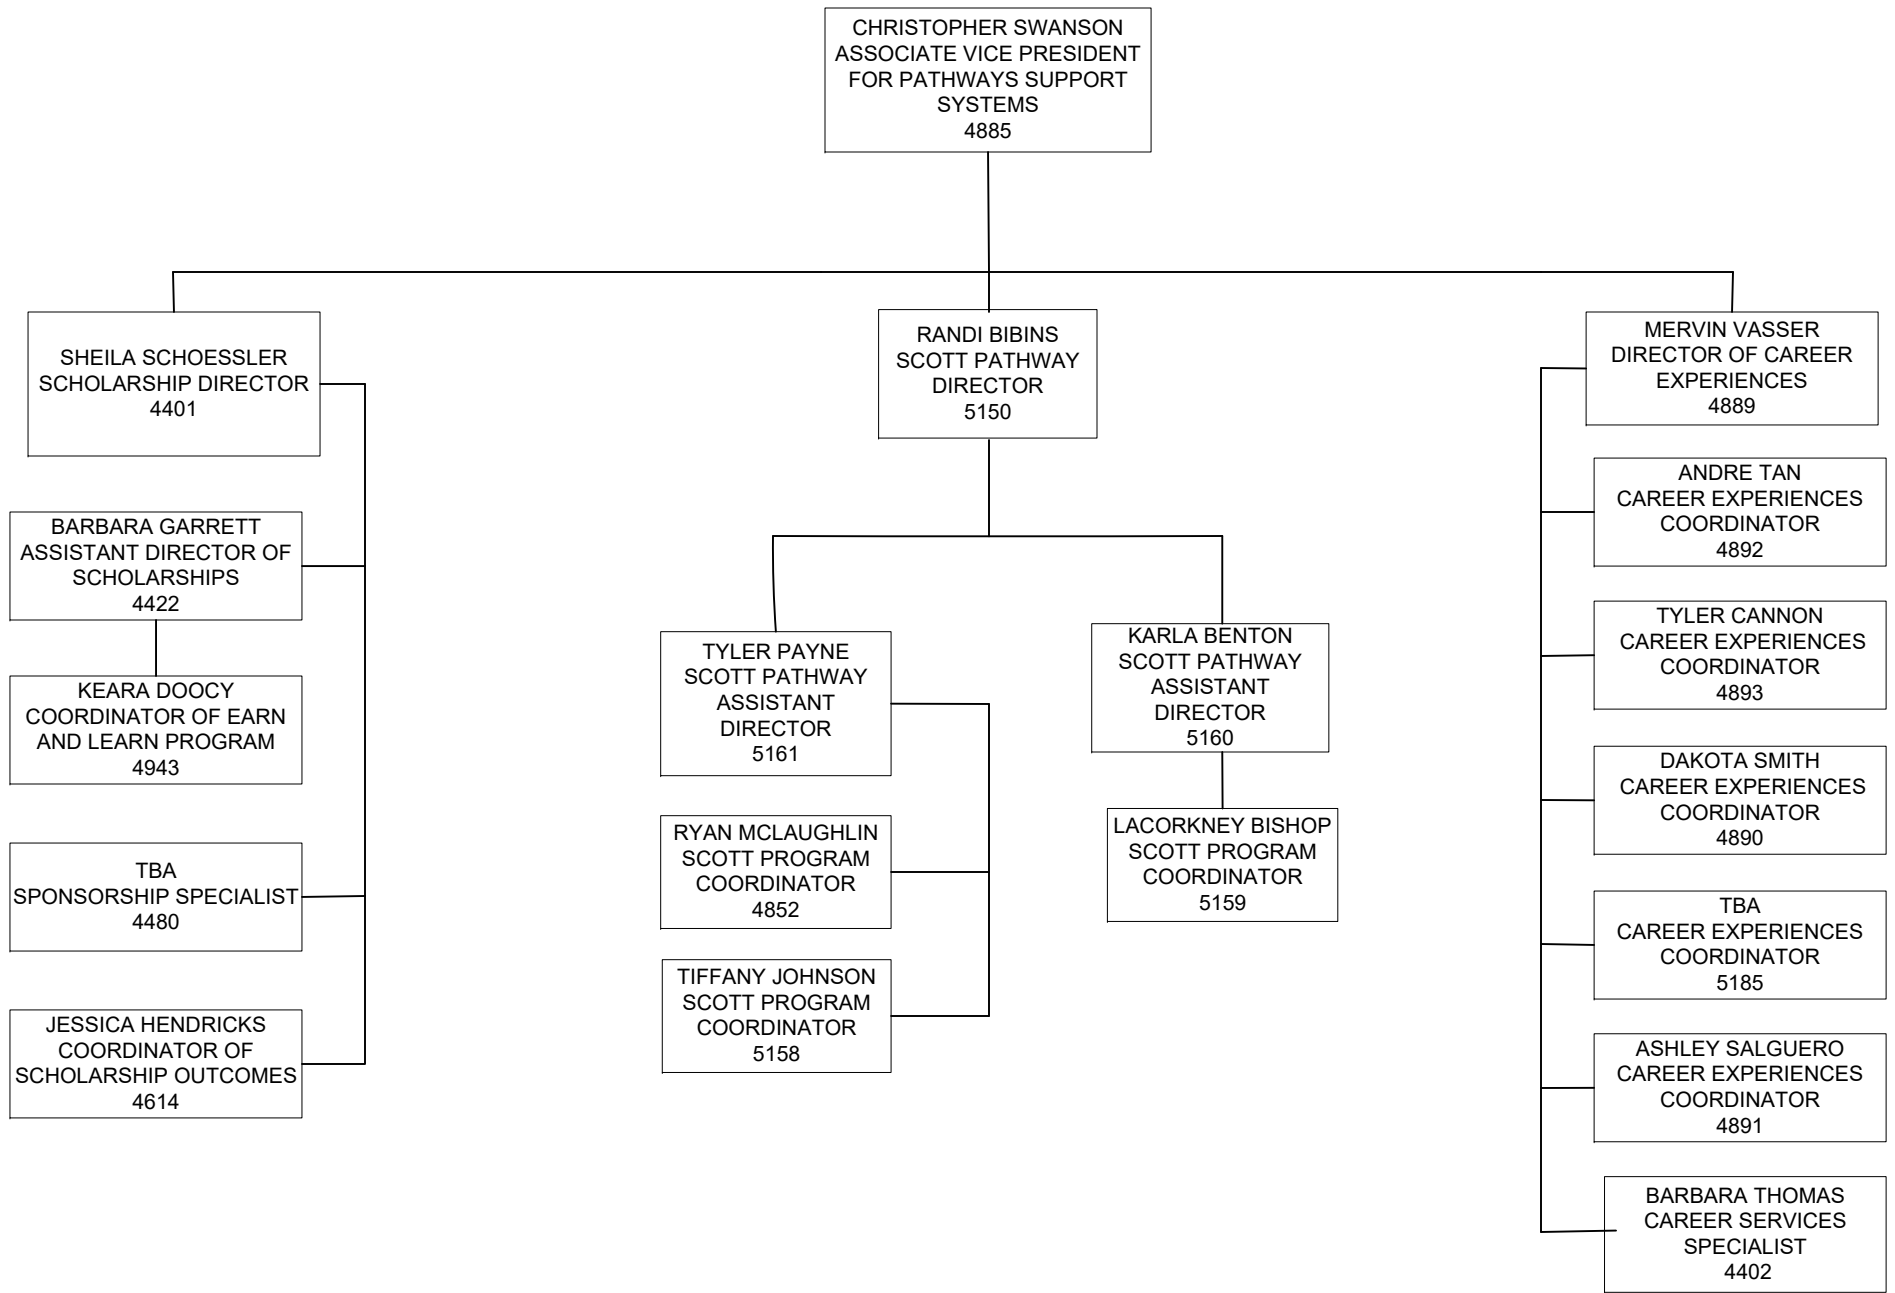 CHRISTOPHER SWANSON
ASSOCIATE VICE PRESIDENT
FOR PATHWAYS SUPPORT
SYSTEMS
4885
SHEILA SCHOESSLER
SCHOLARSHIP DIRECTOR
4401
BARBARA GARRETT
ASSISTANT DIRECTOR OF
SCHOLARSHIPS
4422
KEARA DOOCY
COORDINATOR OF EARN
AND LEARN PROGRAM
4943
TBA
SPONSORSHIP SPECIALIST
4480
JESSICA HENDRICKS
COORDINATOR OF
SCHOLARSHIP OUTCOMES
4614
RANDI BIBINS
SCOTT PATHWAY
DIRECTOR
5150
TYLER PAYNE
SCOTT PATHWAY
ASSISTANT
DIRECTOR
5161
RYAN MCLAUGHLIN
SCOTT PROGRAM
COORDINATOR
4852
TIFFANY JOHNSON
SCOTT PROGRAM
COORDINATOR
5158
KARLA BENTON
SCOTT PATHWAY
ASSISTANT
DIRECTOR
5160
LACORKNEY BISHOP
SCOTT PROGRAM
COORDINATOR
5159
MERVIN VASSER
DIRECTOR OF CAREER
EXPERIENCES
4889
ANDRE TAN
CAREER EXPERIENCES
COORDINATOR
4892
TYLER CANNON
CAREER EXPERIENCES
COORDINATOR
4893
DAKOTA SMITH
CAREER EXPERIENCES
COORDINATOR
4890
TBA
CAREER EXPERIENCES
COORDINATOR
5185
ASHLEY SALGUERO
CAREER EXPERIENCES
COORDINATOR
4891
BARBARA THOMAS
CAREER SERVICES
SPECIALIST
4402